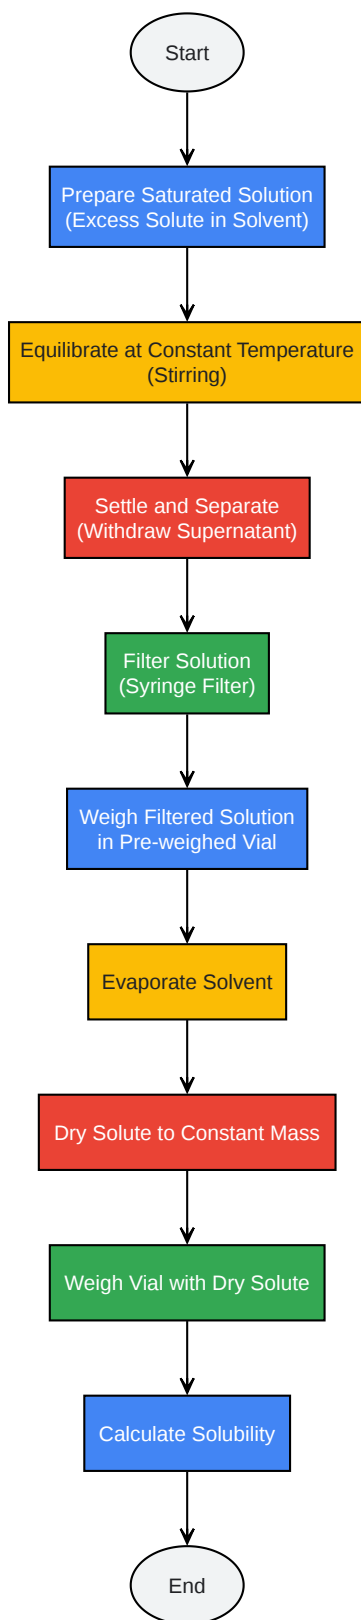 Start
Prepare Saturated Solution
(Excess Solute in Solvent)
Equilibrate at Constant Temperature
(Stirring)
Settle and Separate
(Withdraw Supernatant)
Filter Solution
(Syringe Filter)
Weigh Filtered Solution
in Pre-weighed Vial
Evaporate Solvent
Dry Solute to Constant Mass
Weigh Vial with Dry Solute
Calculate Solubility
End